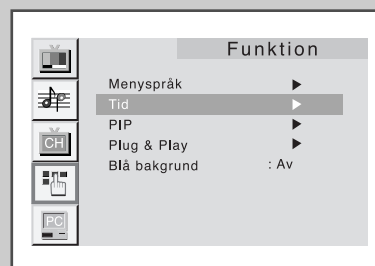 Funktion
Menyspråk ▶
Tid ▶
PIP ▶
Plug & Play ▶
Blå bakgrund : Av
CH
PC